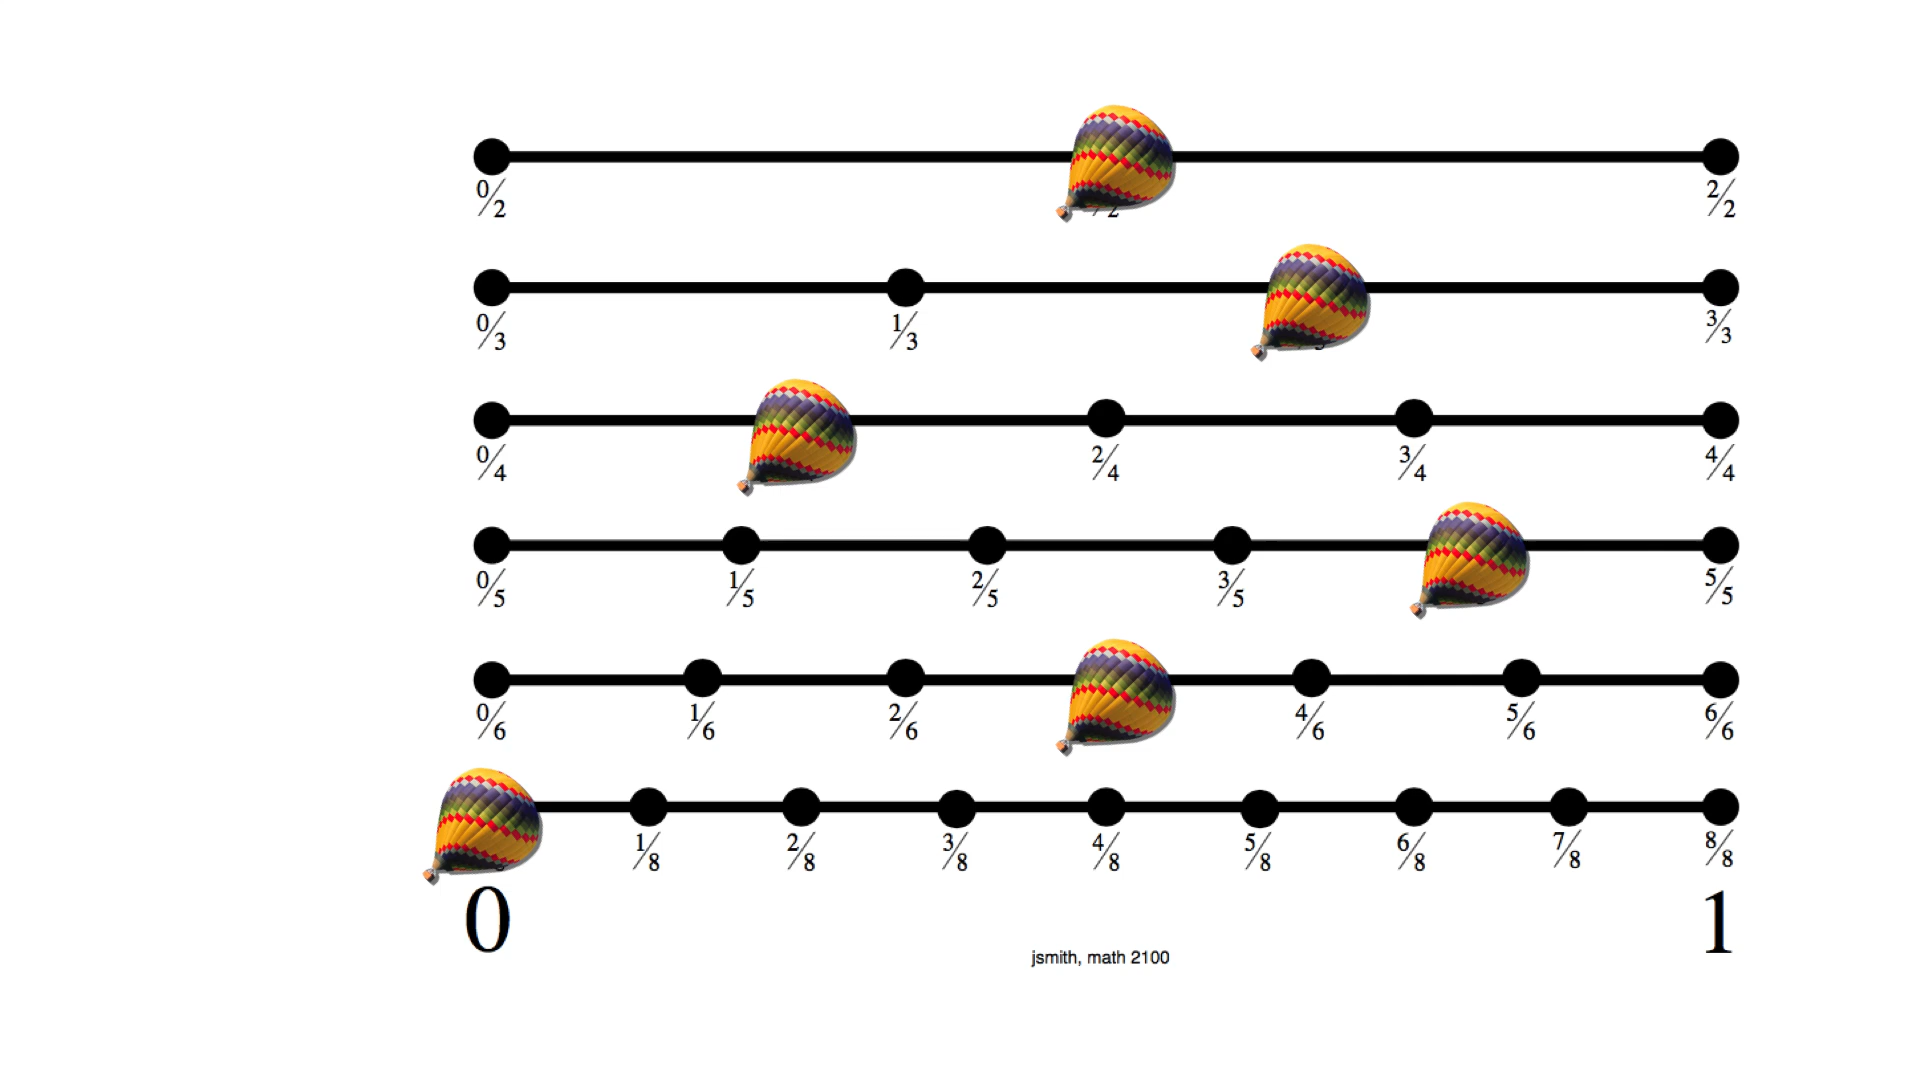 0/2 2/2
0/3 1/3 3/3
0/4 2/4 3/4 4/4
0/5 1/5 2/5 3/5 5/5
0/6 1/6 2/6 4/6 5/6 6/6
1/8 2/8 3/8 4/8 5/8 6/8 7/8 8/8
0 1
jsmith, math 2100